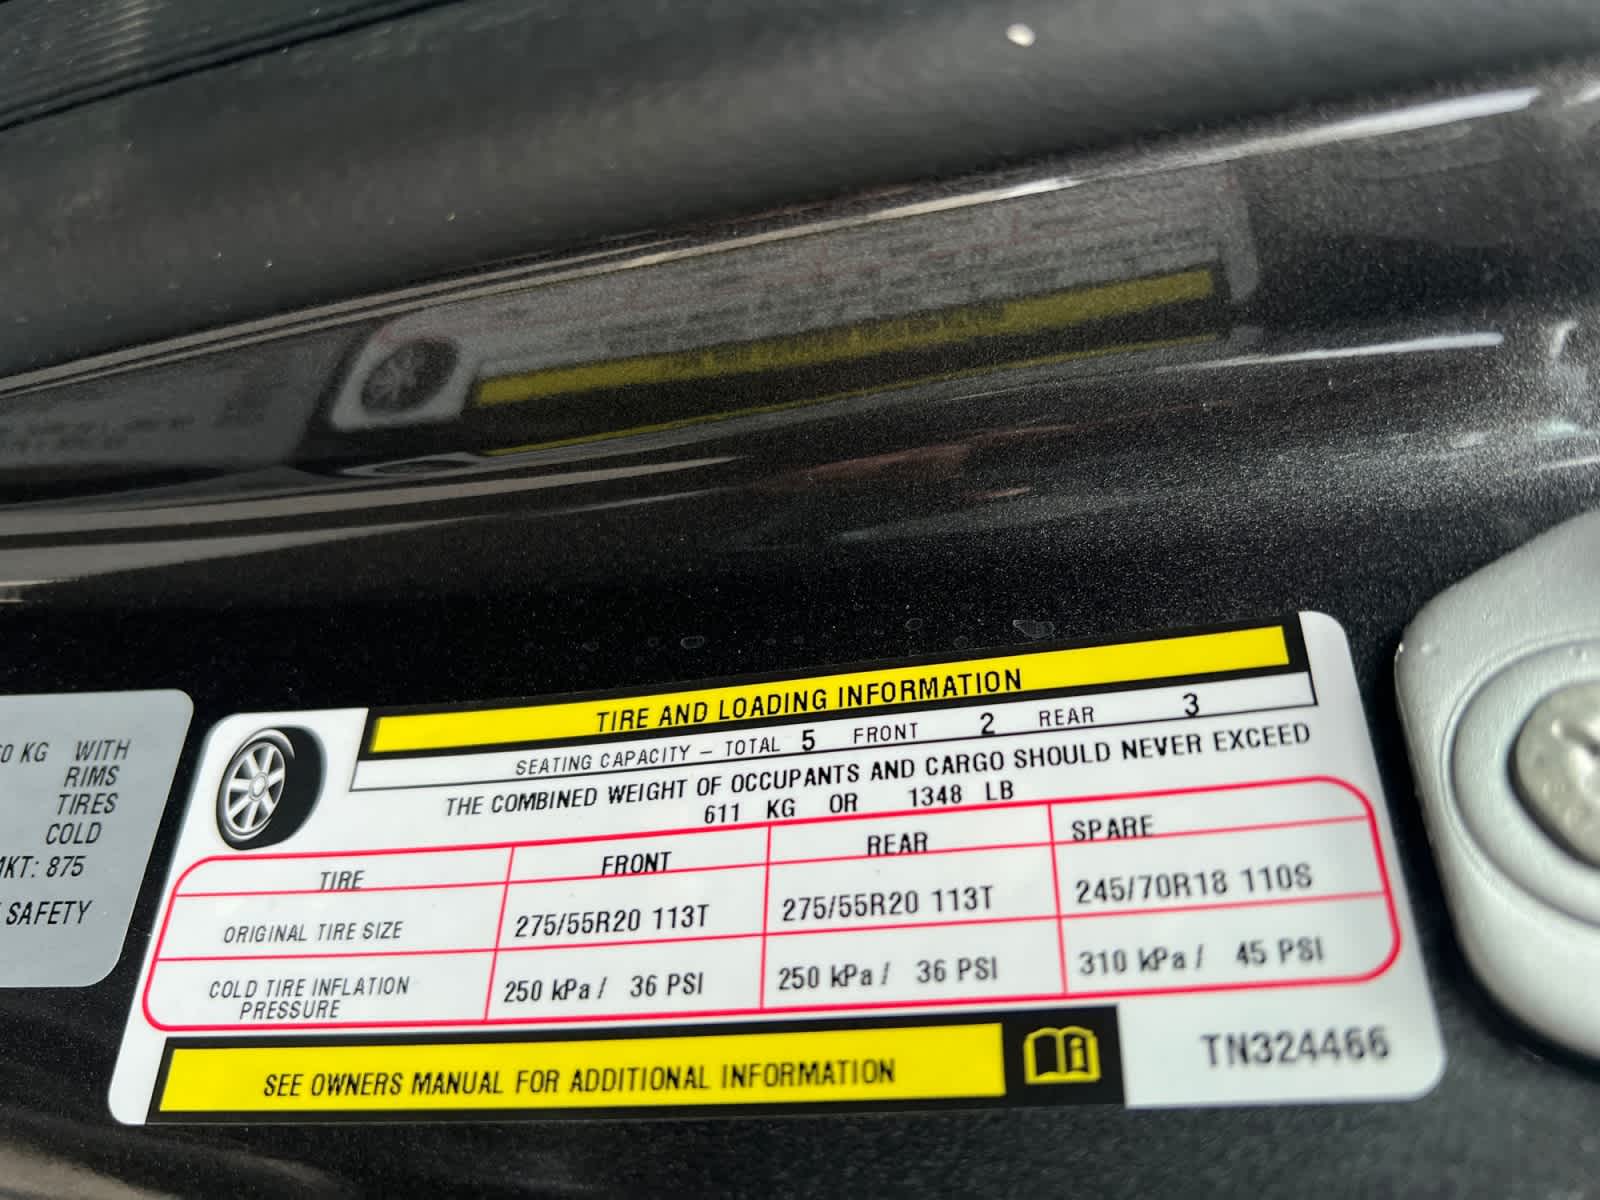 KG WITH
RIMS
TIRES
COLD
MKT: 875
SAFETY
TIRE AND LOADING INFORMATION
SEATING CAPACITY – TOTAL 5 FRONT 2 REAR 3
THE COMBINED WEIGHT OF OCCUPANTS AND CARGO SHOULD NEVER EXCEED
611 KG OR 1348 LB
TIRE FRONT REAR SPARE
ORIGINAL TIRE SIZE 275/55R20 113T 275/55R20 113T 245/70R18 110S
COLD TIRE INFLATION PRESSURE 250 kPa / 36 PSI 250 kPa / 36 PSI 310 kPa / 45 PSI
SEE OWNERS MANUAL FOR ADDITIONAL INFORMATION
TN324466